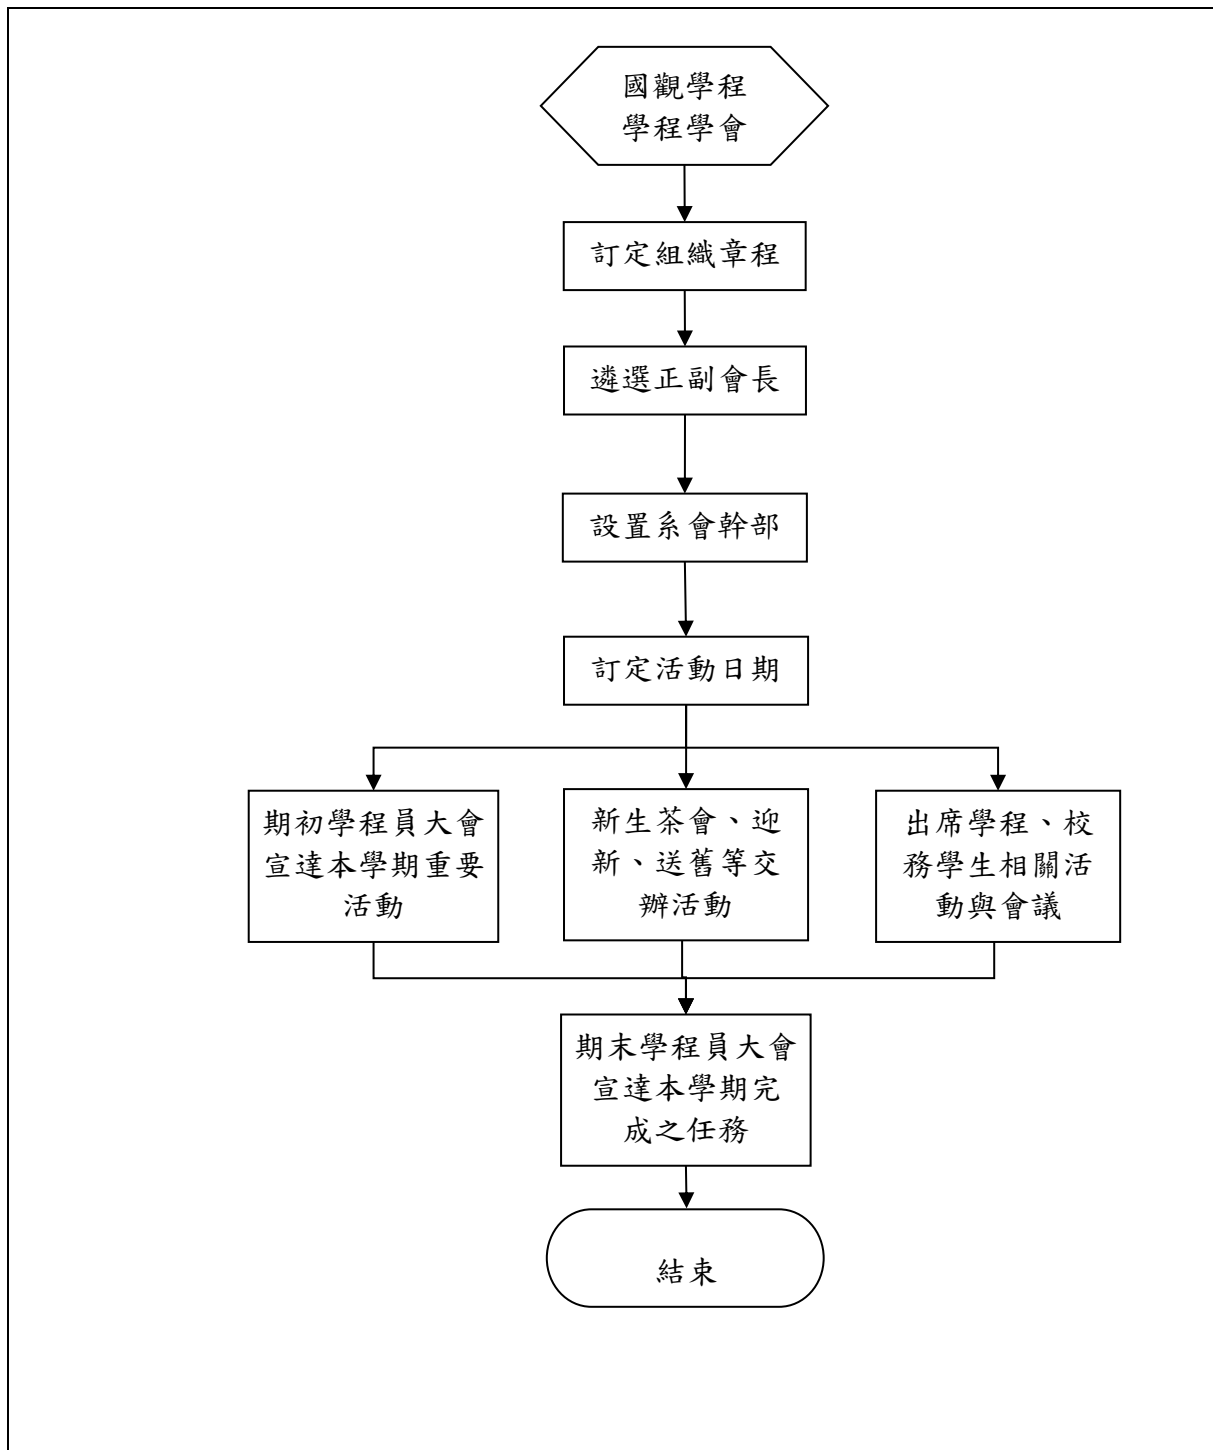 國觀學程
學程學會
訂定組織章程
遴選正副會長
設置系會幹部
訂定活動日期
期初學程員大會
宣達本學期重要
活動
新生茶會、迎
新、送舊等交
辦活動
出席學程、校
務學生相關活
動與會議
期末學程員大會
宣達本學期完
成之任務
結束